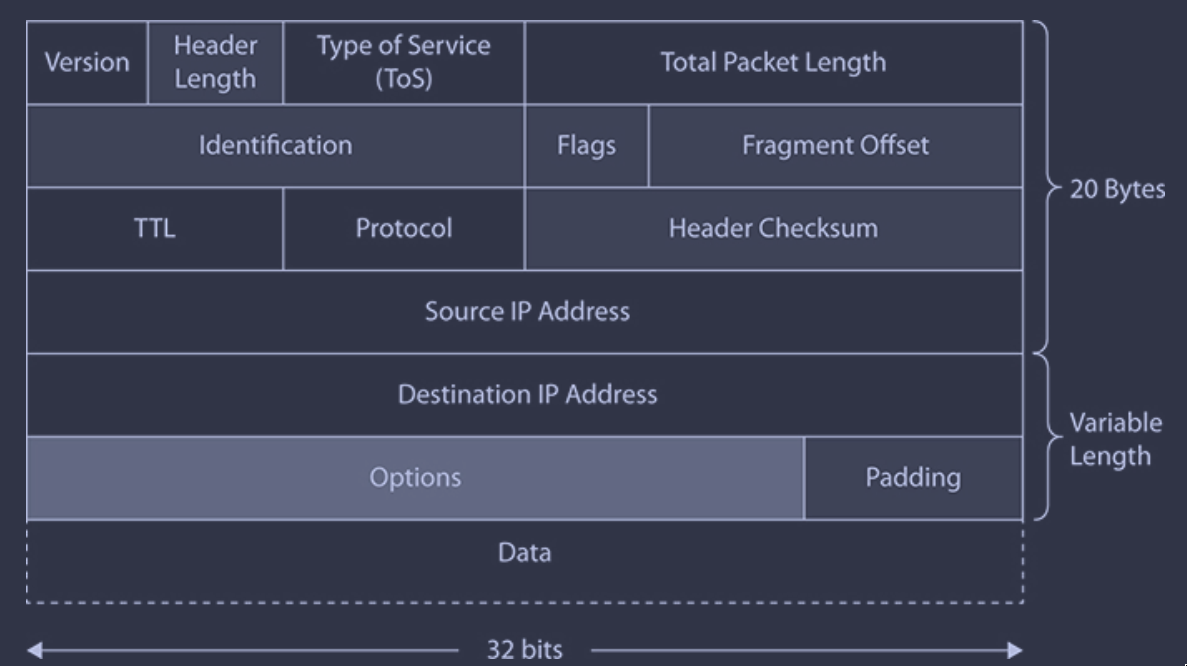 Version
Header
Length
Type of Service
(ToS)
Total Packet Length
Identification
Flags
Fragment Offset
20 Bytes
TTL
Protocol
Header Checksum
Source IP Address
Destination IP Address
Variable
Length
Options
Padding
Data
32 bits